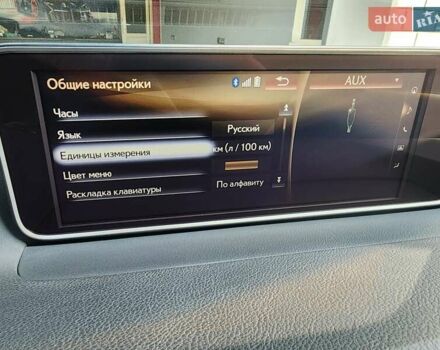 auto RIA
Общие настройки
AUX
Часы
Язык
Русский
Единицы измерения
км (л / 100 км)
Цвет меню
Раскладка клавиатуры
По алфавиту